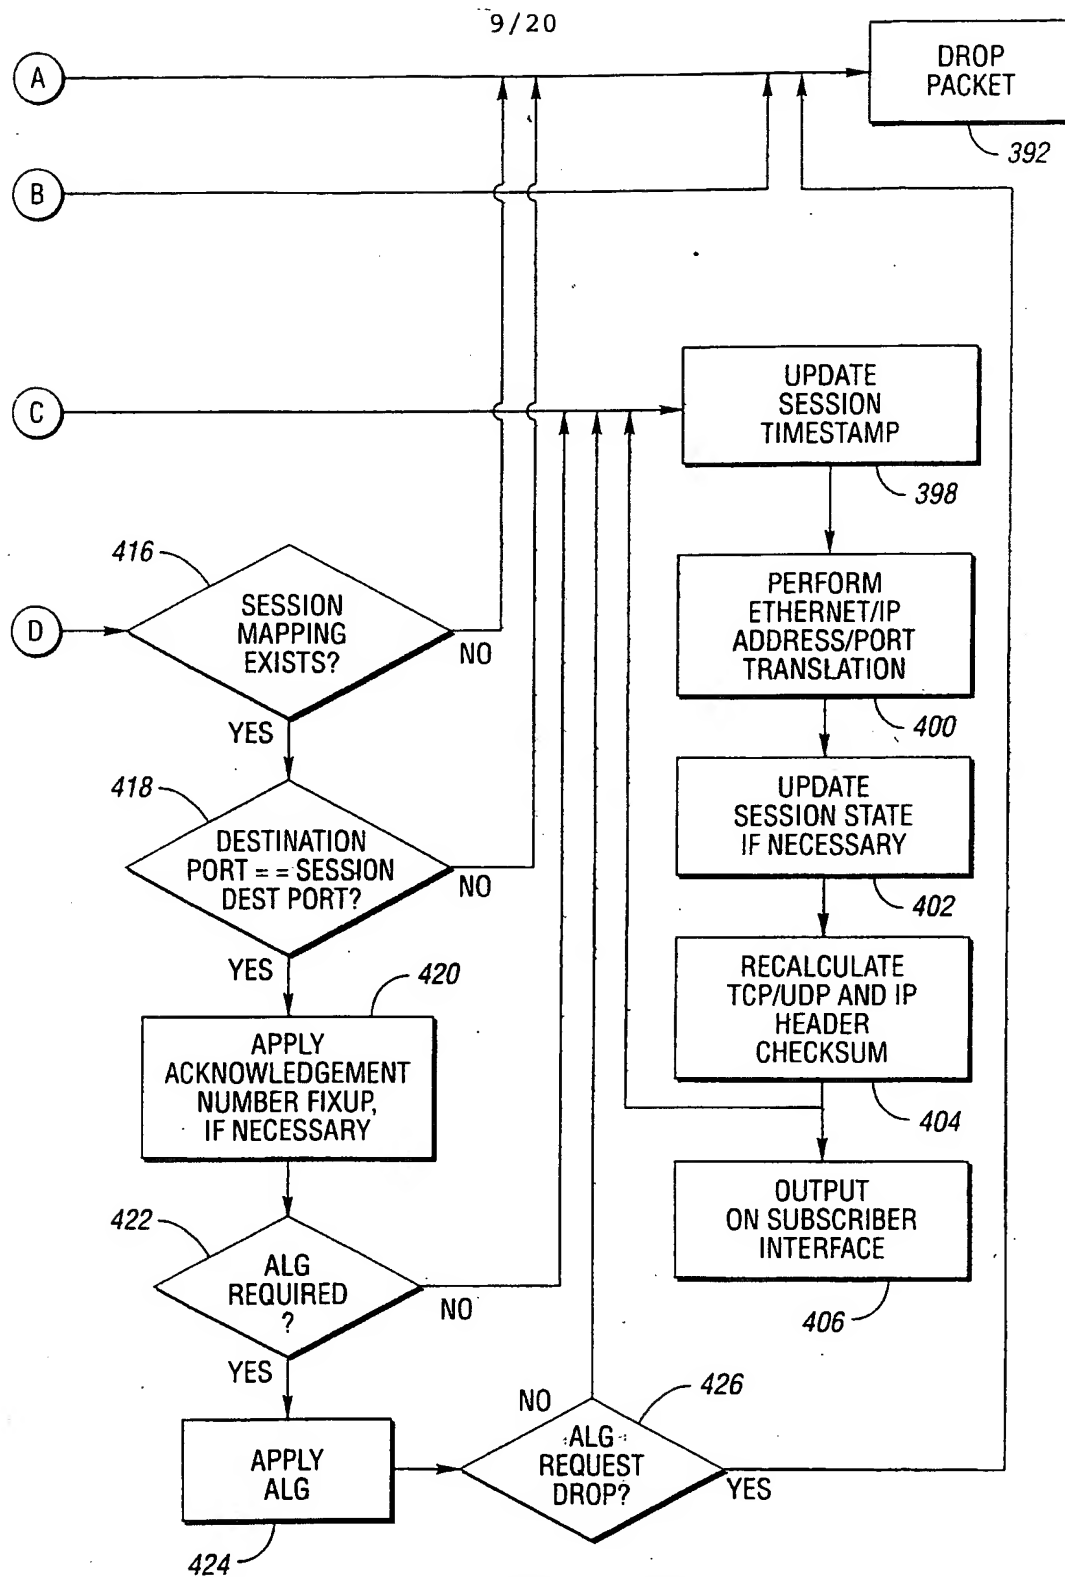 9/20
A
DROP
PACKET
392
B
C
UPDATE
SESSION
TIMESTAMP
398
416
D
SESSION
MAPPING
EXISTS?
NO
YES
PERFORM
ETHERNET/IP
ADDRESS/PORT
TRANSLATION
400
418
DESTINATION
PORT == SESSION
DEST PORT?
NO
YES
UPDATE
SESSION STATE
IF NECESSARY
402
420
APPLY
ACKNOWLEDGEMENT
NUMBER FIXUP,
IF NECESSARY
RECALCULATE
TCP/UDP AND IP
HEADER
CHECKSUM
404
422
ALG
REQUIRED
?
NO
YES
OUTPUT
ON SUBSCRIBER
INTERFACE
406
APPLY
ALG
424
426
NO
ALG
REQUEST
DROP?
YES